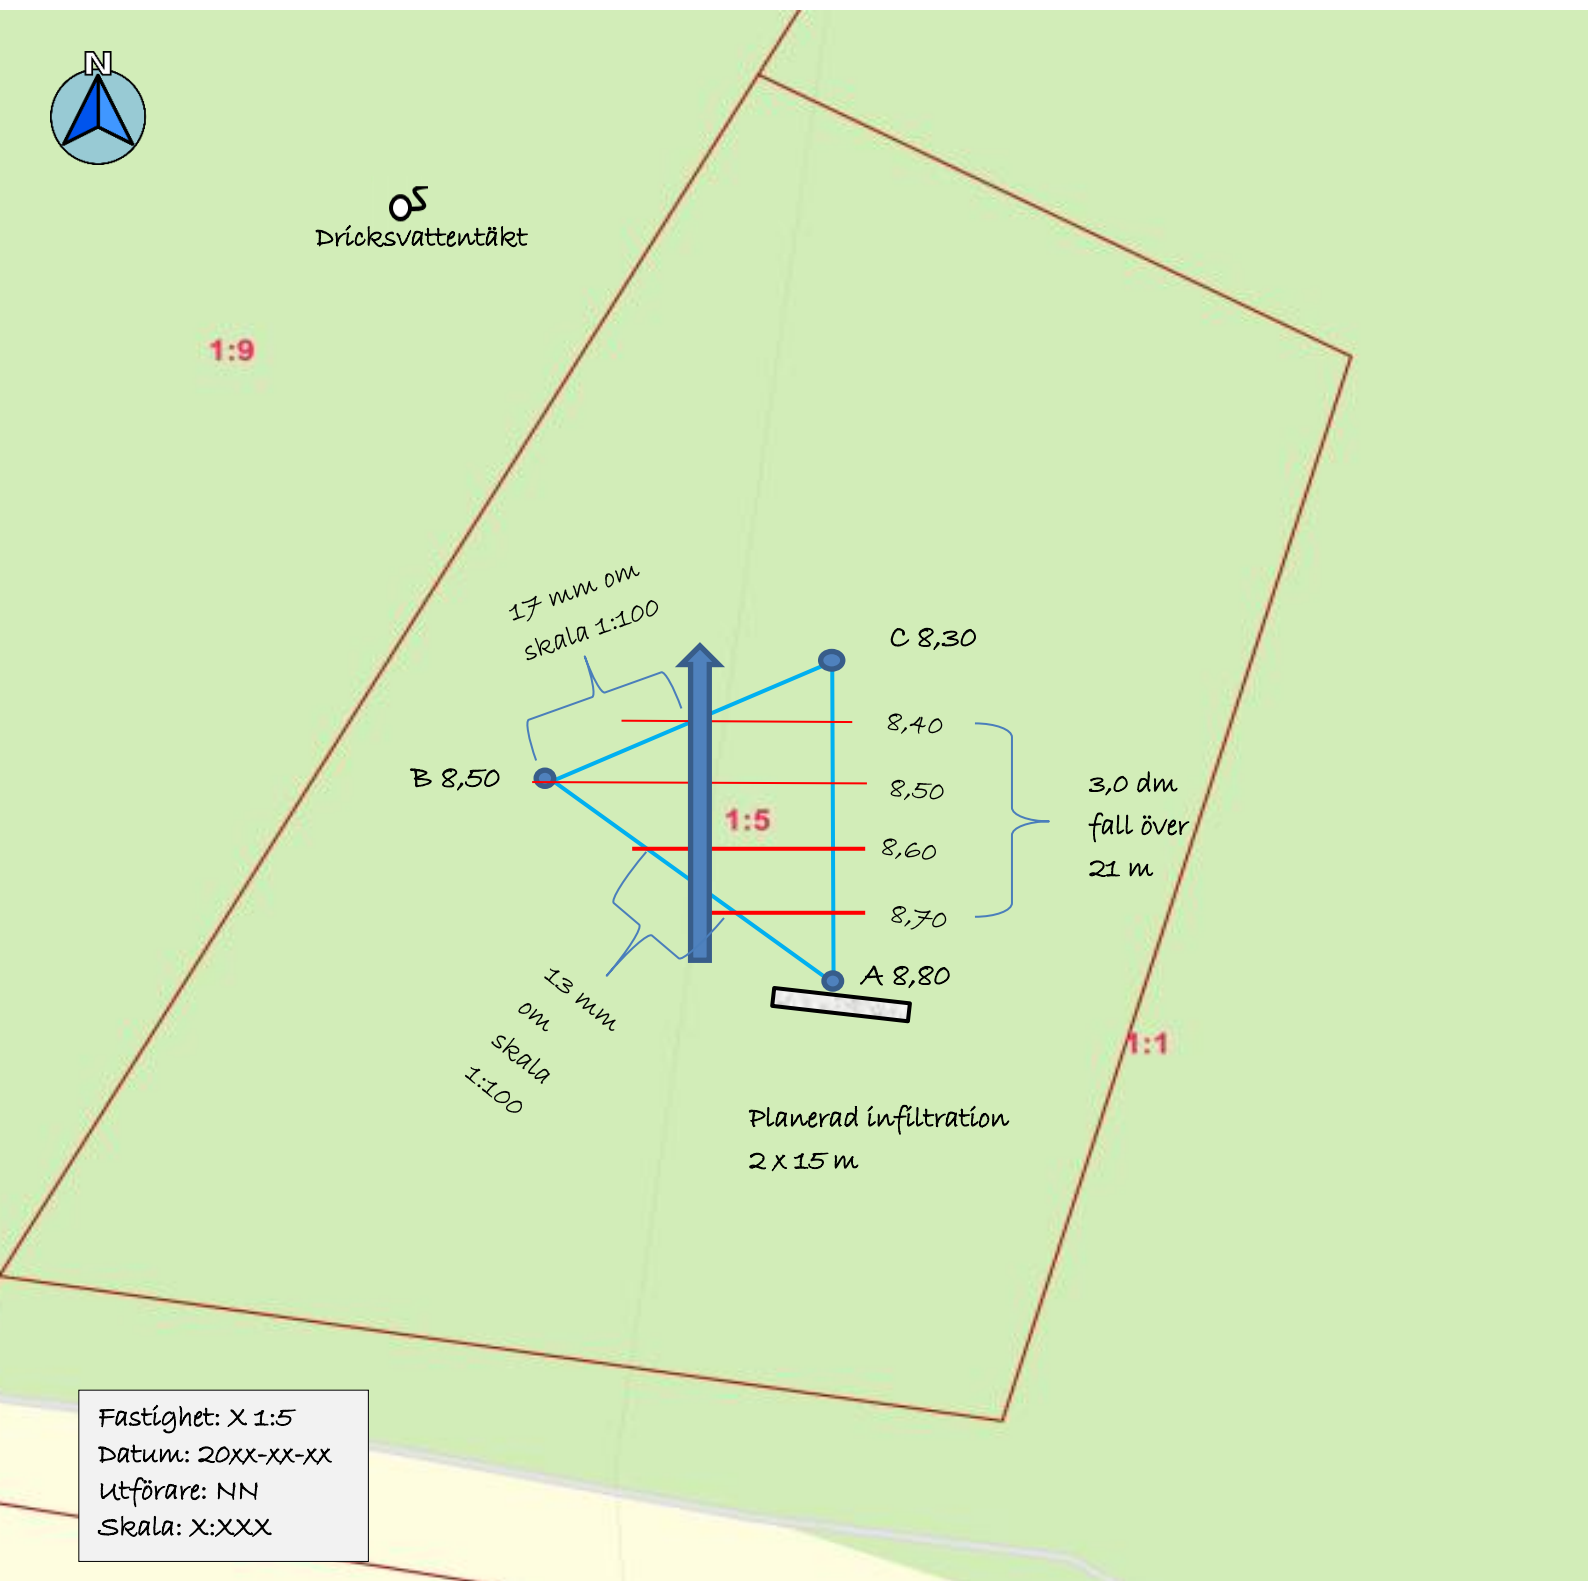 N
Dricksvattentäkt
1:9
17 mm om
skala 1:100
C 8,30
8,40
B 8,50
8,50
3,0 dm
fall över
21 m
1:5
8,60
8,70
A 8,80
13 mm
om
skala
1:100
1:1
Planerad infiltration
2 x 15 m
Fastighet: X 1:5
Datum: 20xx-xx-xx
Utförare: NN
Skala: X:XXX